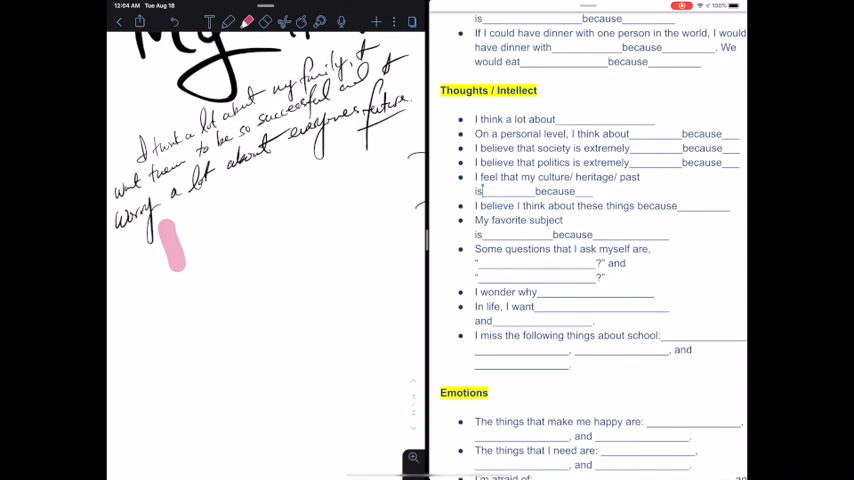 12:04 AM Tue Aug 18
100%
My
I think a lot about my family, &
want them to be so successful and &
worry a lot about everyones future.
1
2
is because
If I could have dinner with one person in the world, I would
have dinner with because . We
would eat because
Thoughts / Intellect
I think a lot about
On a personal level, I think about because
I believe that society is extremely because
I believe that politics is extremely because
I feel that my culture/ heritage/ past
is because
I believe I think about these things because
My favorite subject
is because
Some questions that I ask myself are,
“ ?” and
“ ?”
I wonder why
In life, I want
and .
I miss the following things about school:
, , and
.
Emotions
The things that make me happy are: ,
, and .
The things that I need are: ,
, and .
I'm afraid of: , and